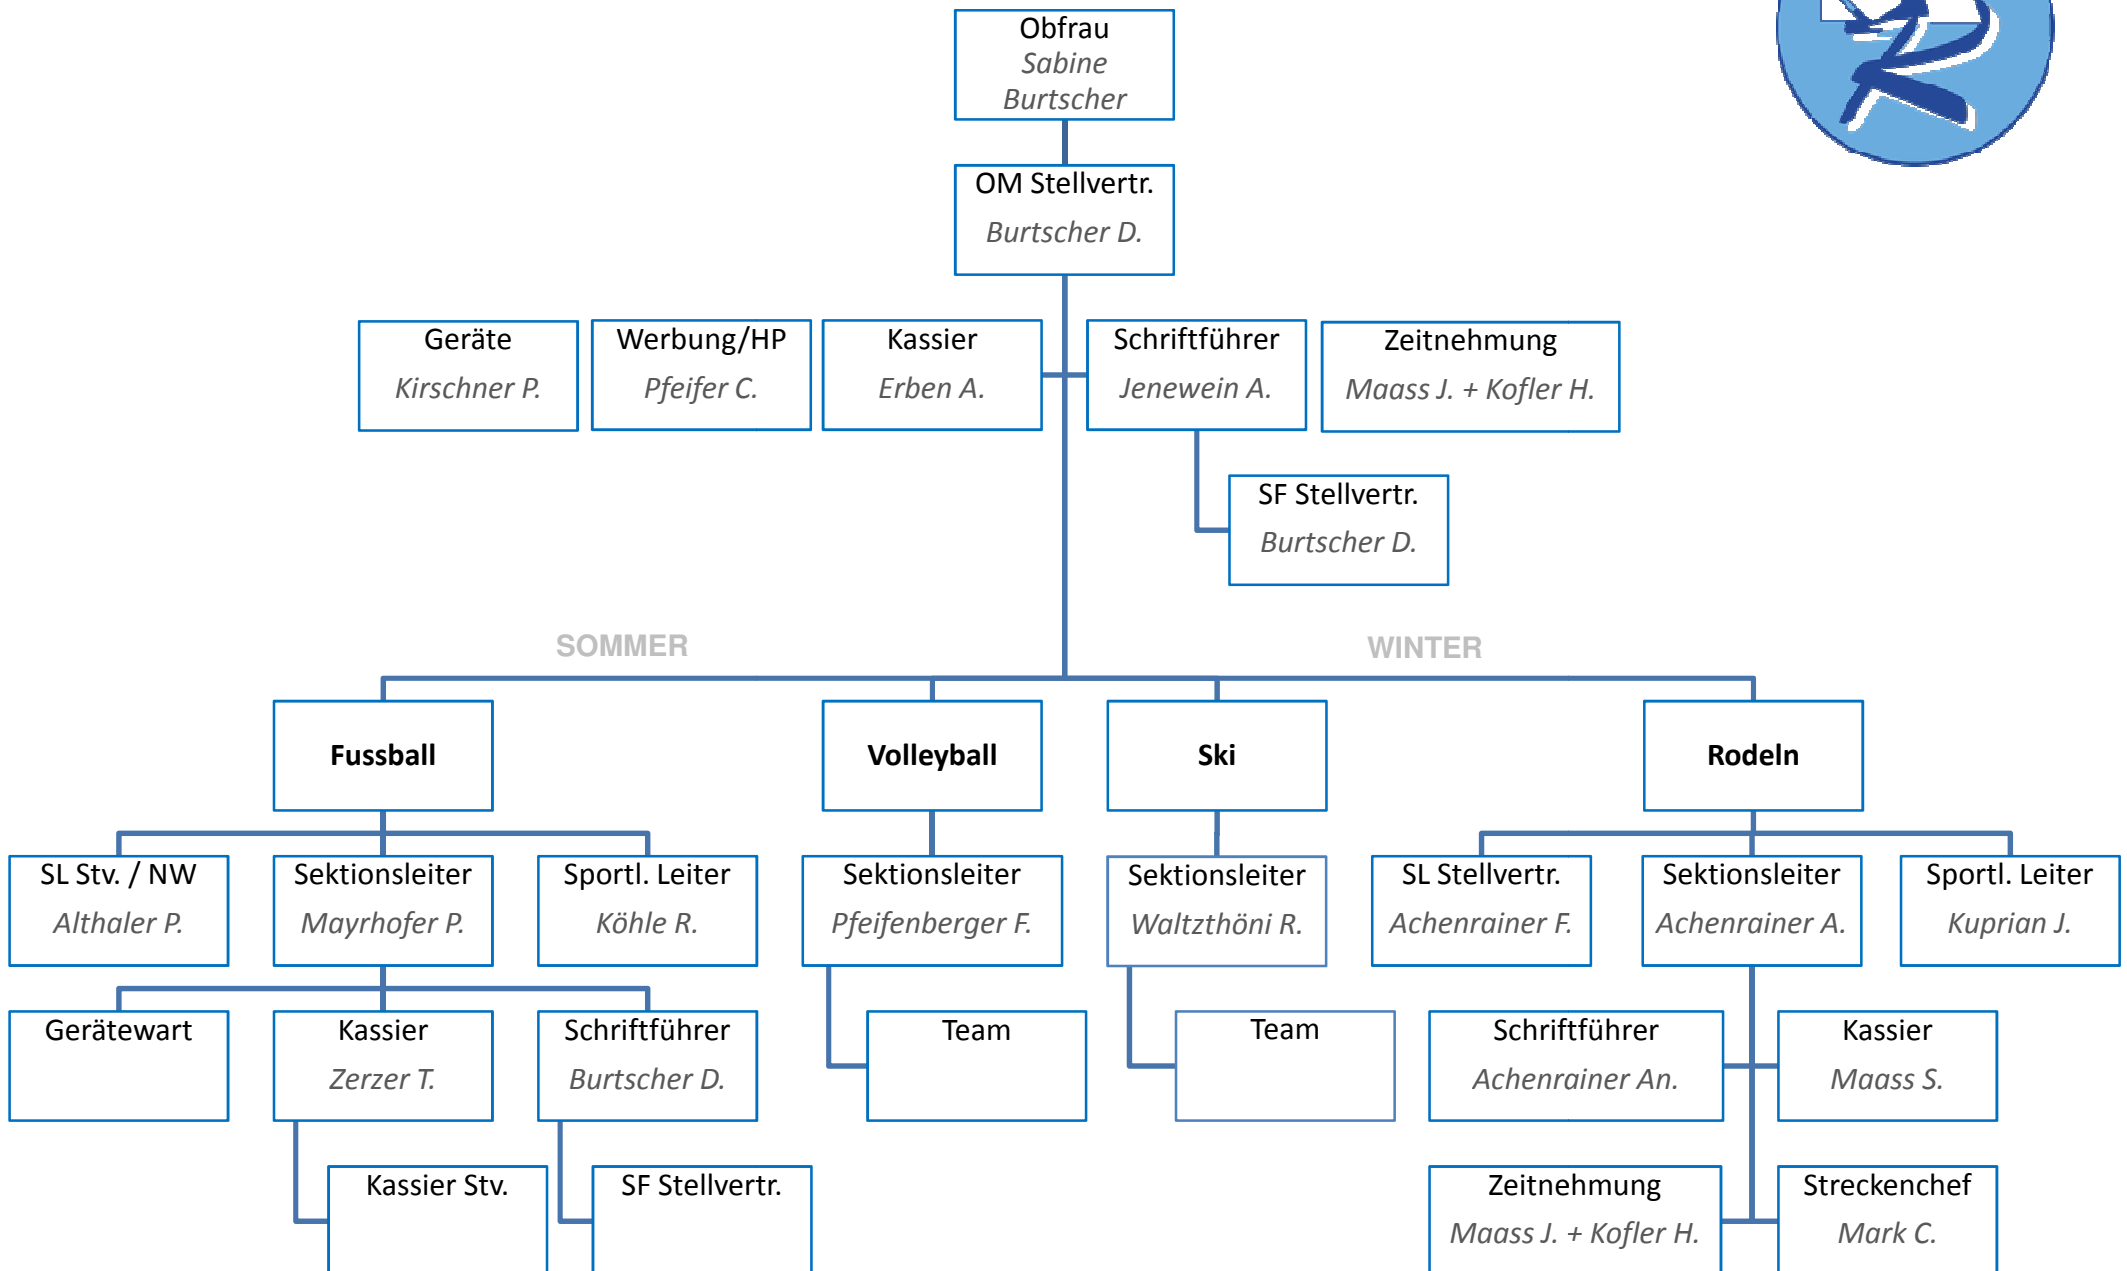 Obfrau
Sabine
Burtscher
OM Stellvertr.
Burtscher D.
Geräte
Kirschner P.
Werbung/HP
Pfeifer C.
Kassier
Erben A.
Schriftführer
Jenewein A.
Zeitnehmung
Maass J. + Kofler H.
SF Stellvertr.
Burtscher D.
SOMMER
WINTER
Fussball
Volleyball
Ski
Rodeln
SL Stv. / NW
Althaler P.
Sektionsleiter
Mayrhofer P.
Sportl. Leiter
Köhle R.
Sektionsleiter
Pfeifenberger F.
Sektionsleiter
Waltzthöni R.
SL Stellvertr.
Achenrainer F.
Sektionsleiter
Achenrainer A.
Sportl. Leiter
Kuprian J.
Gerätewart
Kassier
Zerzer T.
Schriftführer
Burtscher D.
Team
Team
Schriftführer
Achenrainer An.
Kassier
Maass S.
Kassier Stv.
SF Stellvertr.
Zeitnehmung
Maass J. + Kofler H.
Streckenchef
Mark C.